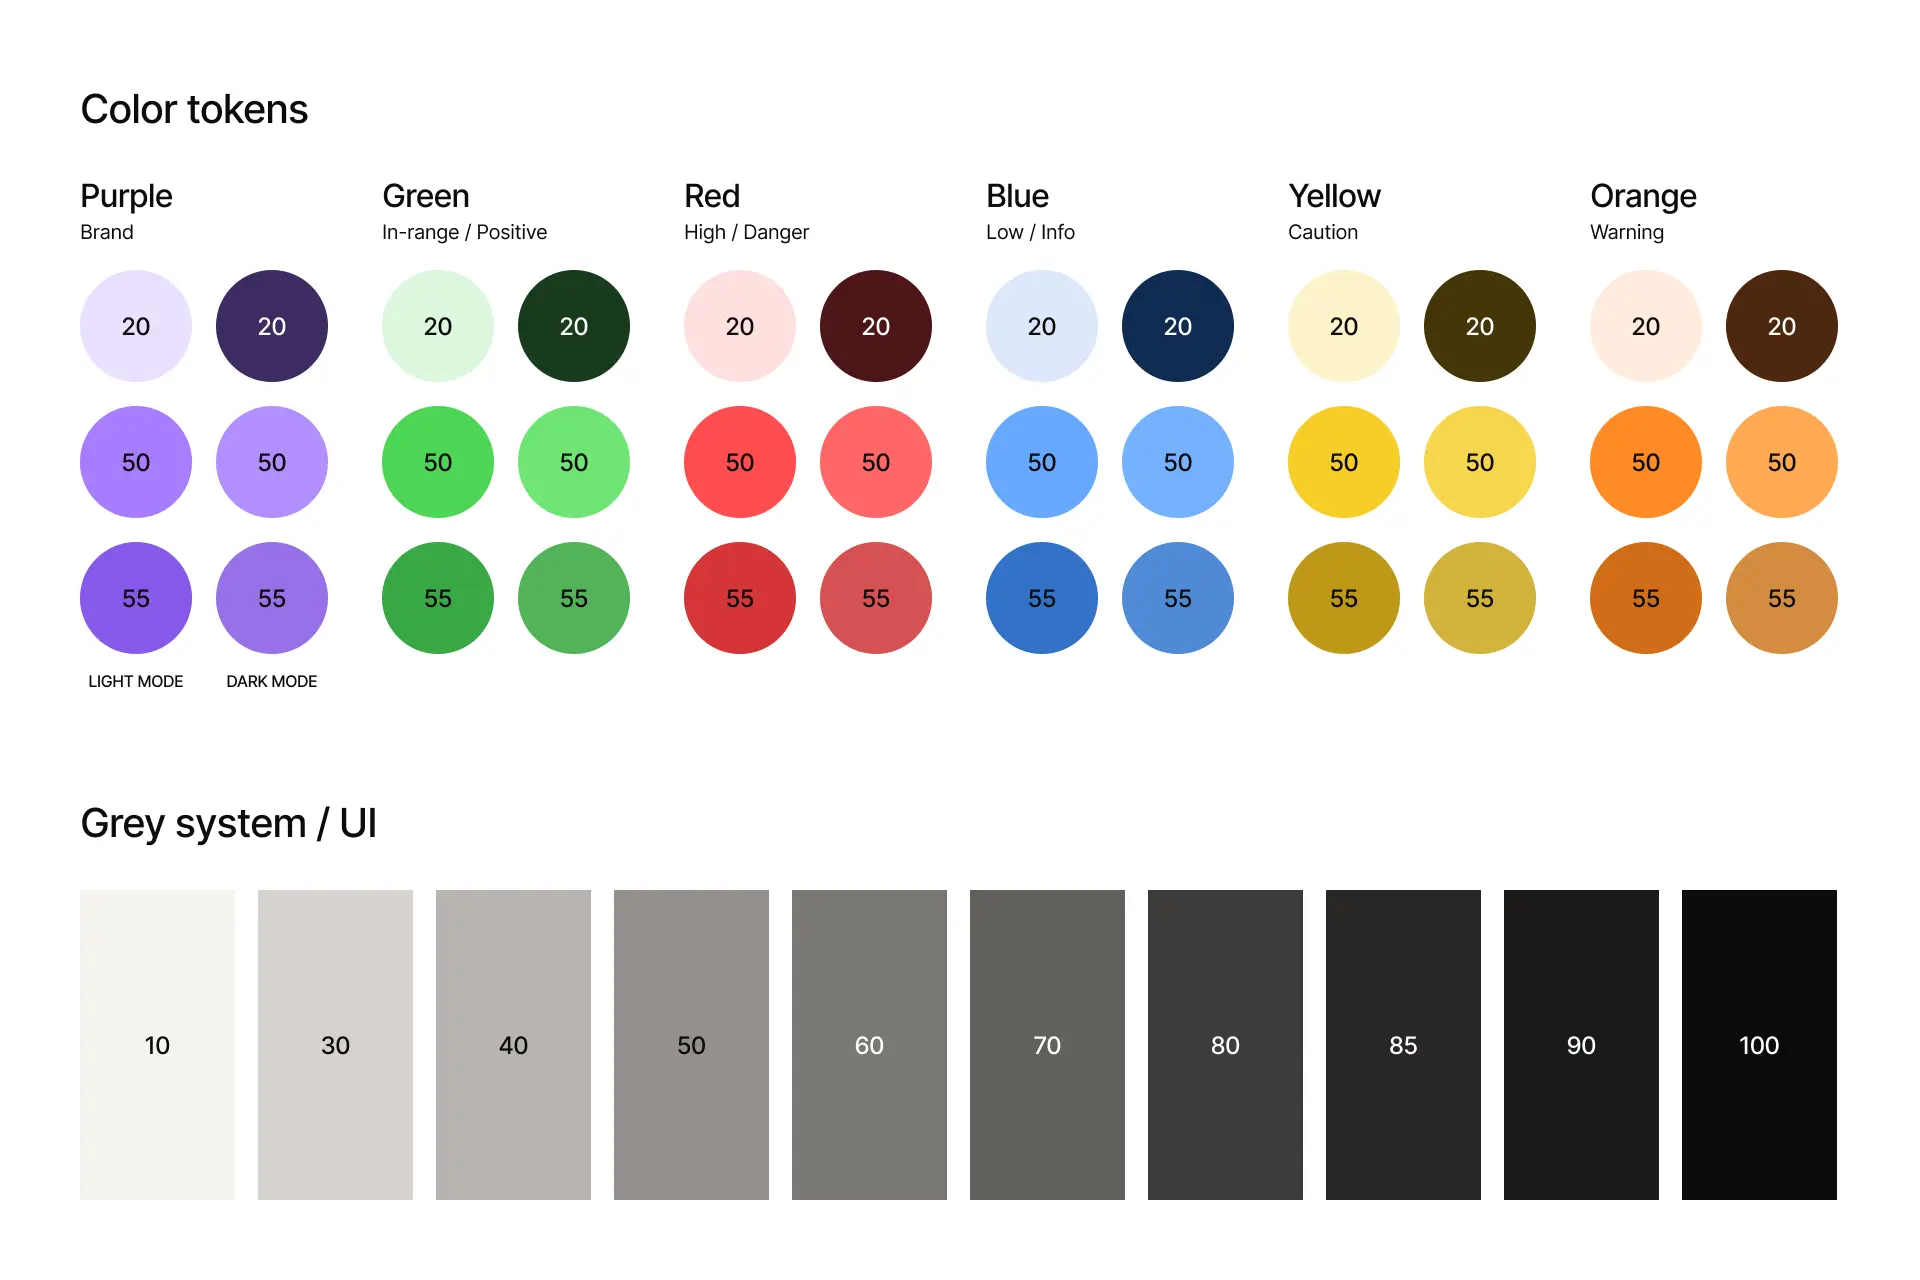 Color tokens
Purple
Brand
20 20
50 50
55 55
LIGHT MODE DARK MODE
Green
In-range / Positive
20 20
50 50
55 55
Red
High / Danger
20 20
50 50
55 55
Blue
Low / Info
20 20
50 50
55 55
Yellow
Caution
20 20
50 50
55 55
Orange
Warning
20 20
50 50
55 55
Grey system / UI
10 30 40 50 60 70 80 85 90 100